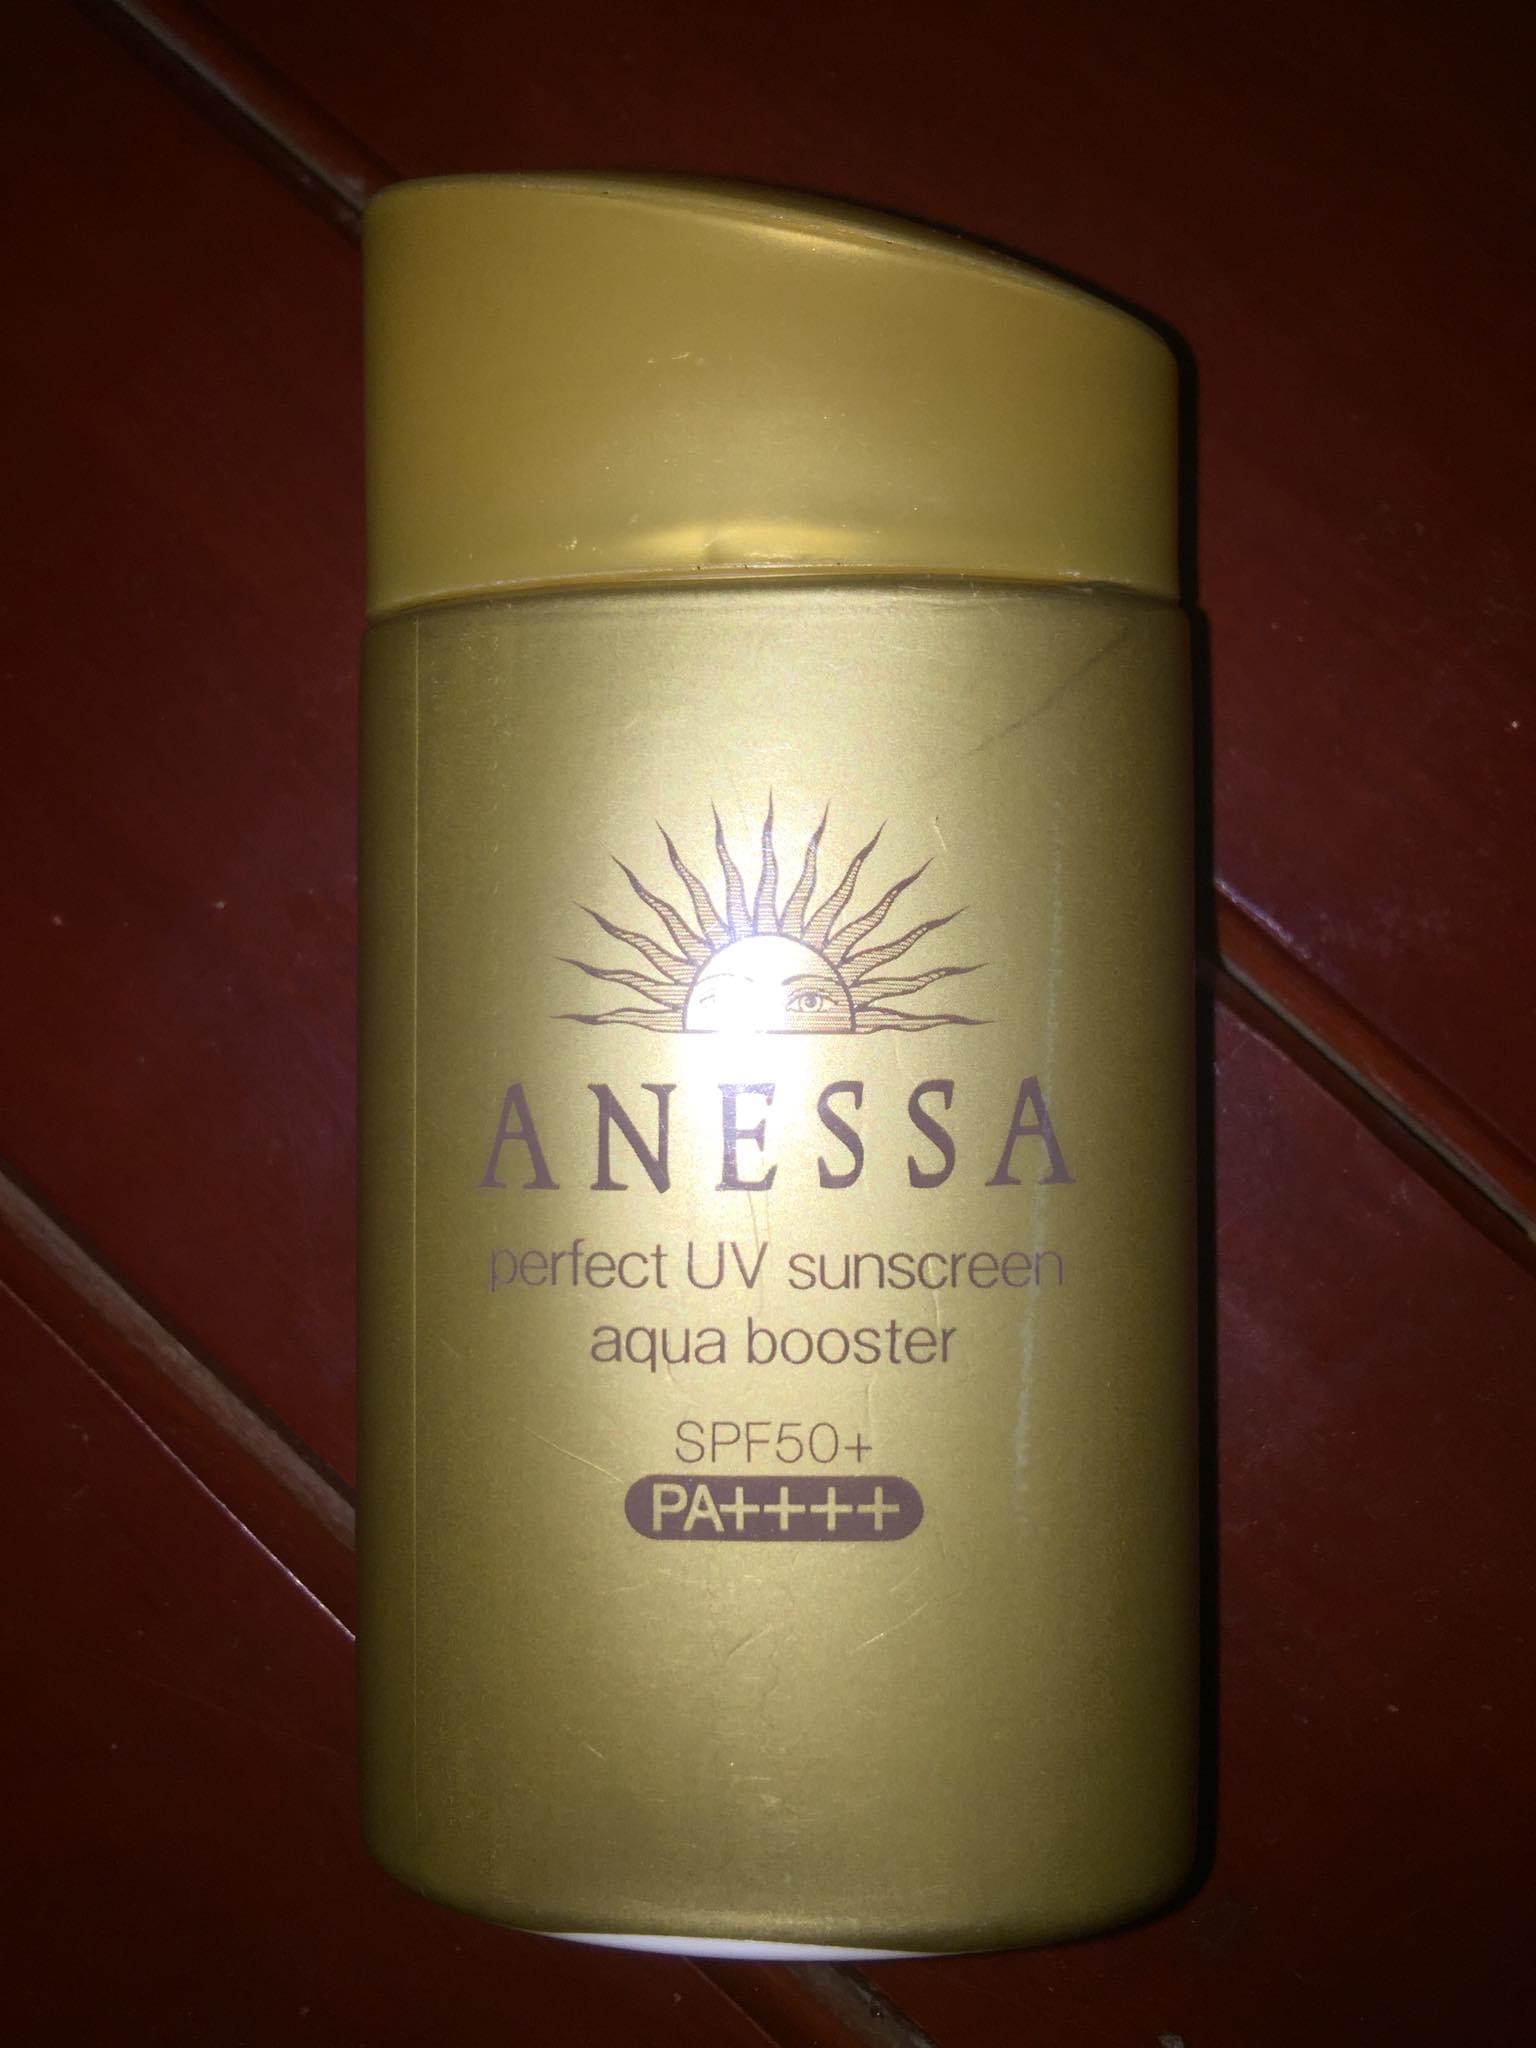 ANESSA
perfect UV sunscreen
aqua booster
SPF50+
PA++++